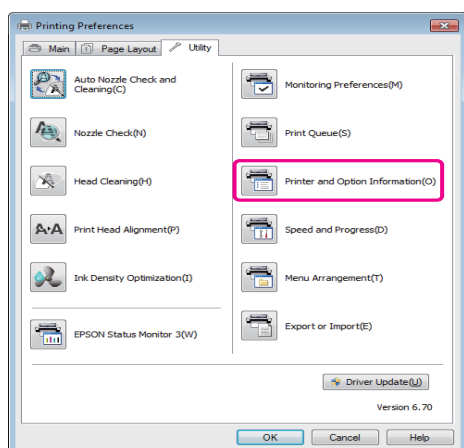 Printing Preferences
Main
Page Layout
Utility
Auto Nozzle Check and
Cleaning(C)
Nozzle Check(N)
Head Cleaning(H)
A+A
Print Head Alignment(P)
Ink Density Optimization(I)
EPSON Status Monitor 3(W)
Monitoring Preferences(M)
Print Queue(S)
Printer and Option Information(O)
Speed and Progress(D)
Menu Arrangement(T)
Export or Import(E)
Driver Update(U)
Version 6.70
OK
Cancel
Help